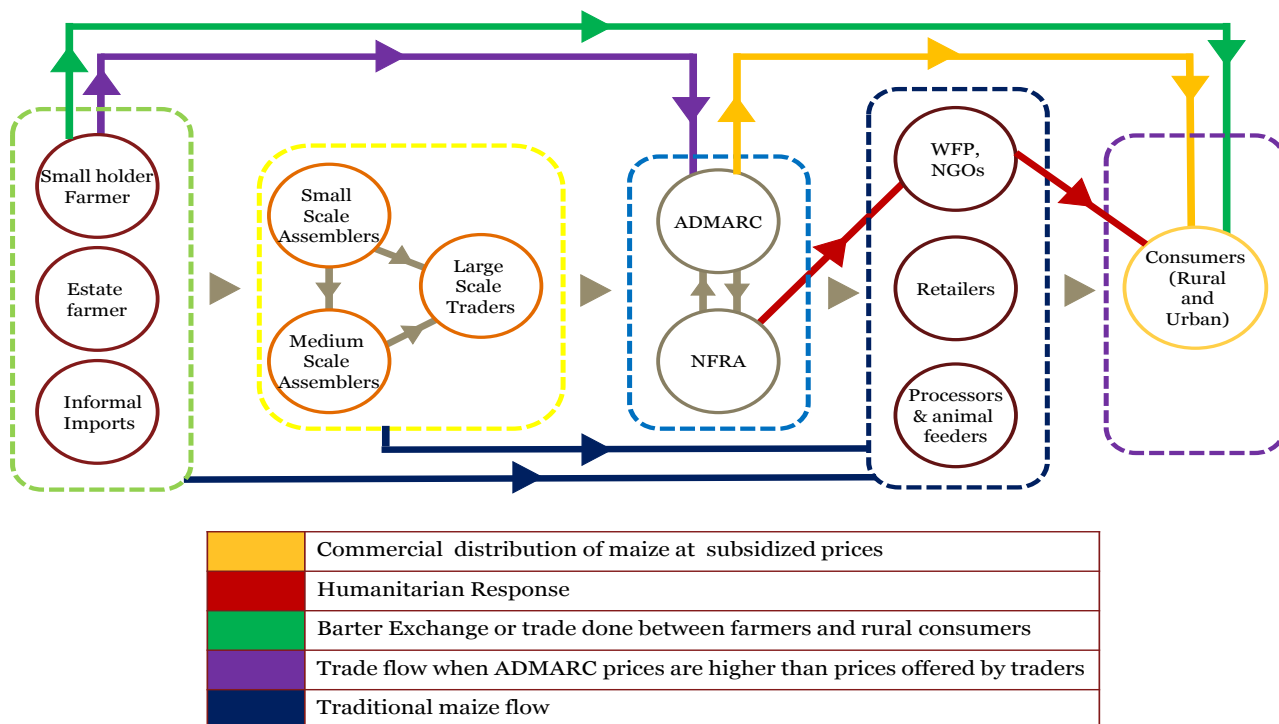 Small holder
Farmer
Estate
farmer
Informal
Imports
Small
Scale
Assemblers
Medium
Scale
Assemblers
Large
Scale
Traders
ADMARC
NFRA
WFP,
NGOs
Retailers
Processors
& animal
feeders
Consumers
(Rural
and
Urban)
Commercial distribution of maize at subsidized prices
Humanitarian Response
Barter Exchange or trade done between farmers and rural consumers
Trade flow when ADMARC prices are higher than prices offered by traders
Traditional maize flow